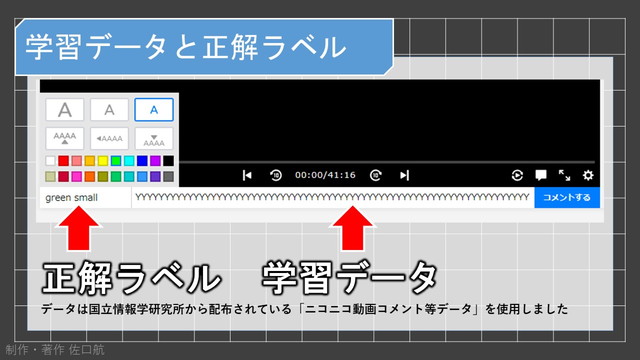 学習データと正解ラベル
A A A
AAAA AAAA AAAA
10 00:00/41:16 10
green small YYYYYYYYYYYYYYYYYYYYYYYYYYYYYYYYYYYYYYYYYYYYYYYYYYYYYYYYYYYYYYYYYYYYYYYYYYY コメントする
正解ラベル 学習データ
データは国立情報学研究所から配布されている「ニコニコ動画コメント等データ」を使用しました
制作・著作 佐口航